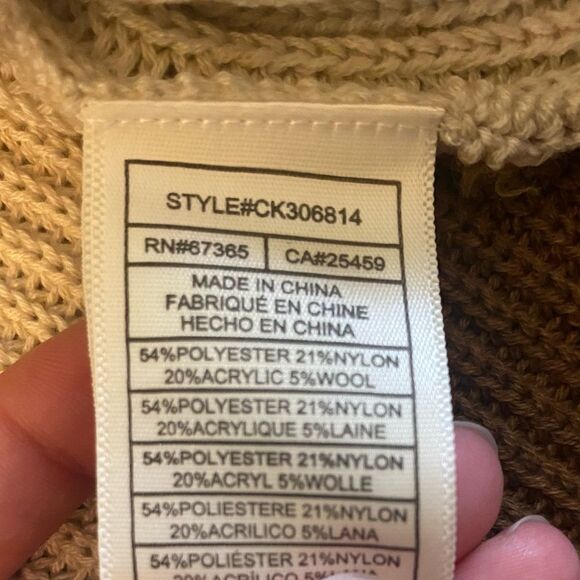 STYLE#CK306814
RN#67365 CA#25459
MADE IN CHINA
FABRIQUÉ EN CHINE
HECHO EN CHINA
54%POLYESTER 21%NYLON
20%ACRYLIC 5%WOOL
54%POLYESTER 21%NYLON
20%ACRYLIQUE 5%LAINE
54%POLYESTER 21%NYLON
20%ACRYL 5%WOLLE
54%POLIESTERE 21%NYLON
20%ACRILICO 5%LANA
54%POLIÉSTER 21%NYLON